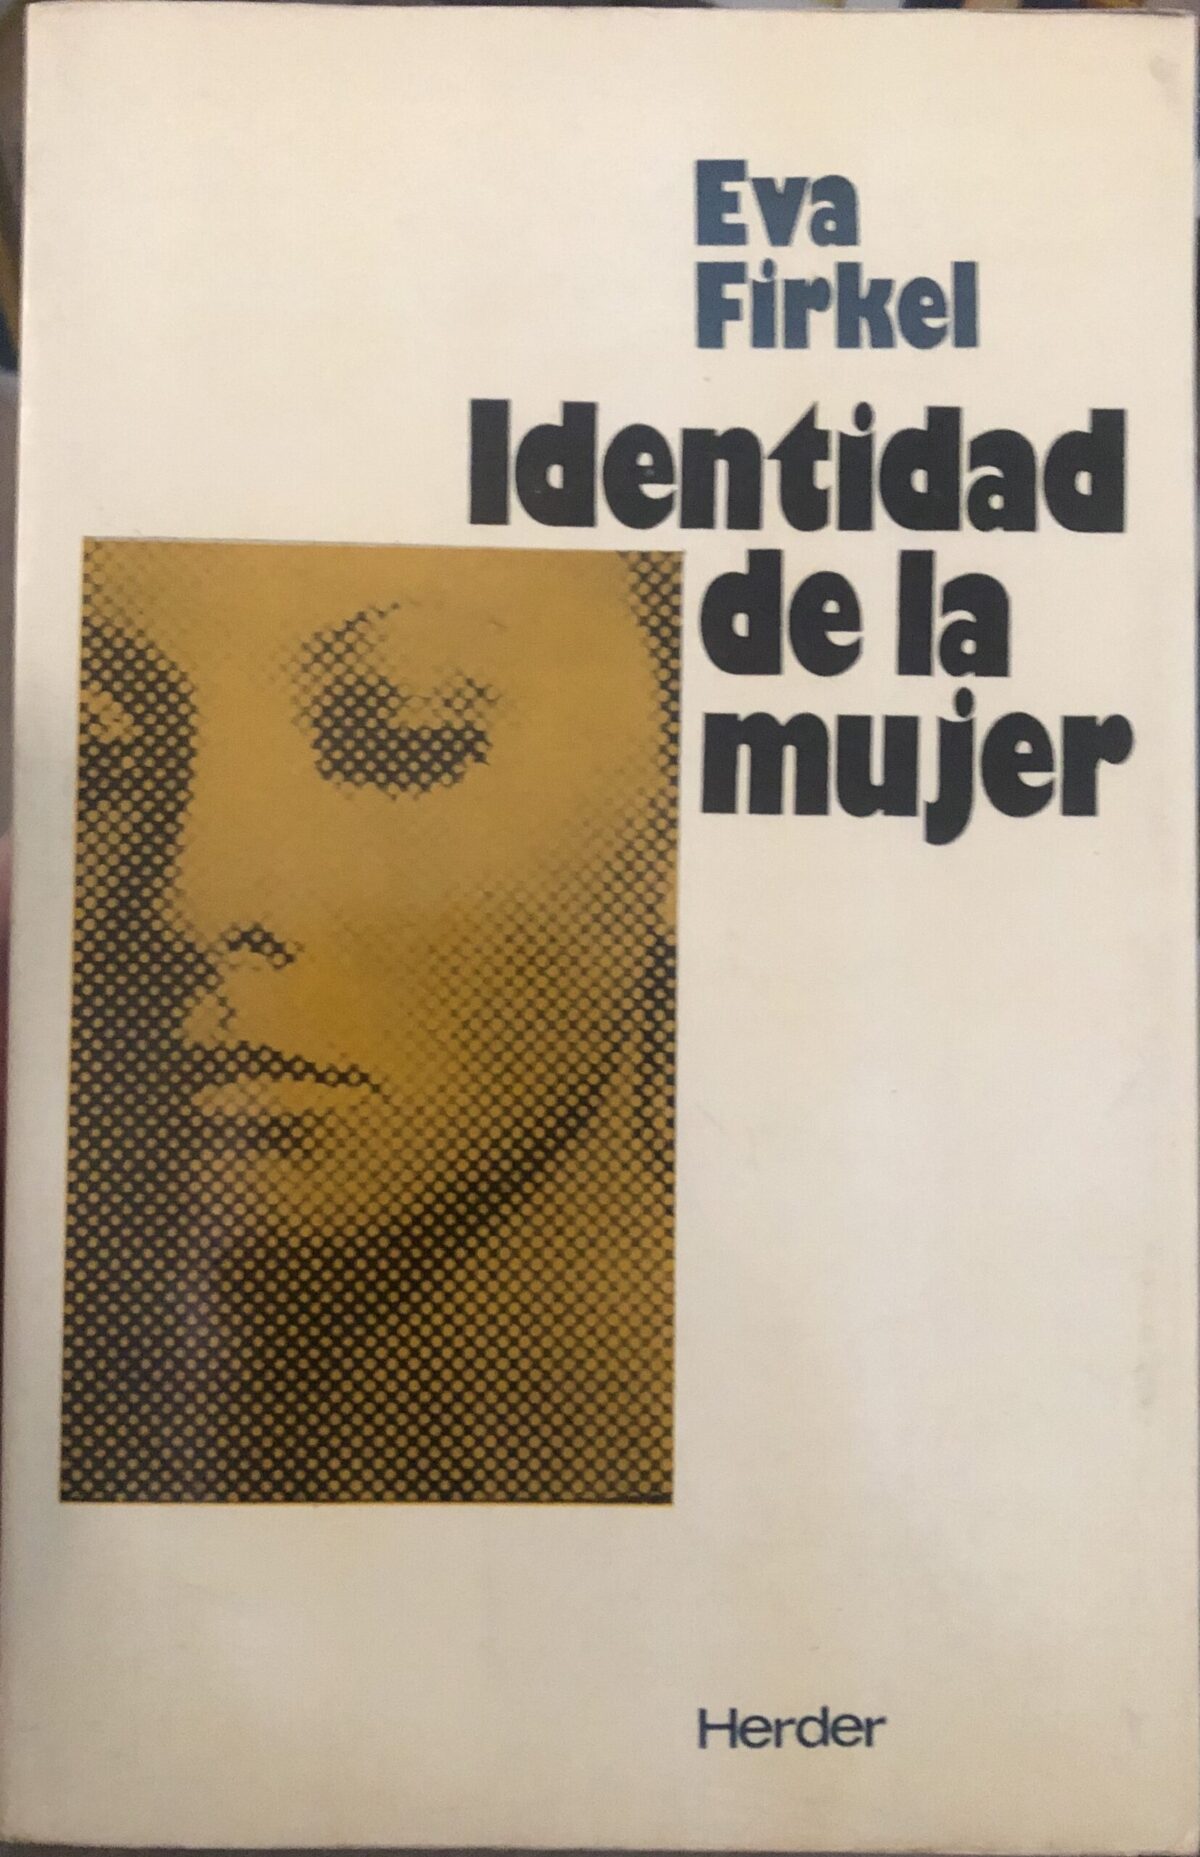 Eva
Firkel
Identidad
de la
mujer
Herder